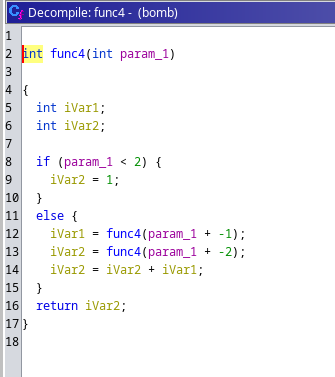 Decompile: func4 - (bomb)
1
2 int func4(int param_1)
3
4 {
5   int iVar1;
6   int iVar2;
7
8   if (param_1 < 2) {
9     iVar2 = 1;
10   }
11   else {
12     iVar1 = func4(param_1 + -1);
13     iVar2 = func4(param_1 + -2);
14     iVar2 = iVar2 + iVar1;
15   }
16   return iVar2;
17 }
18